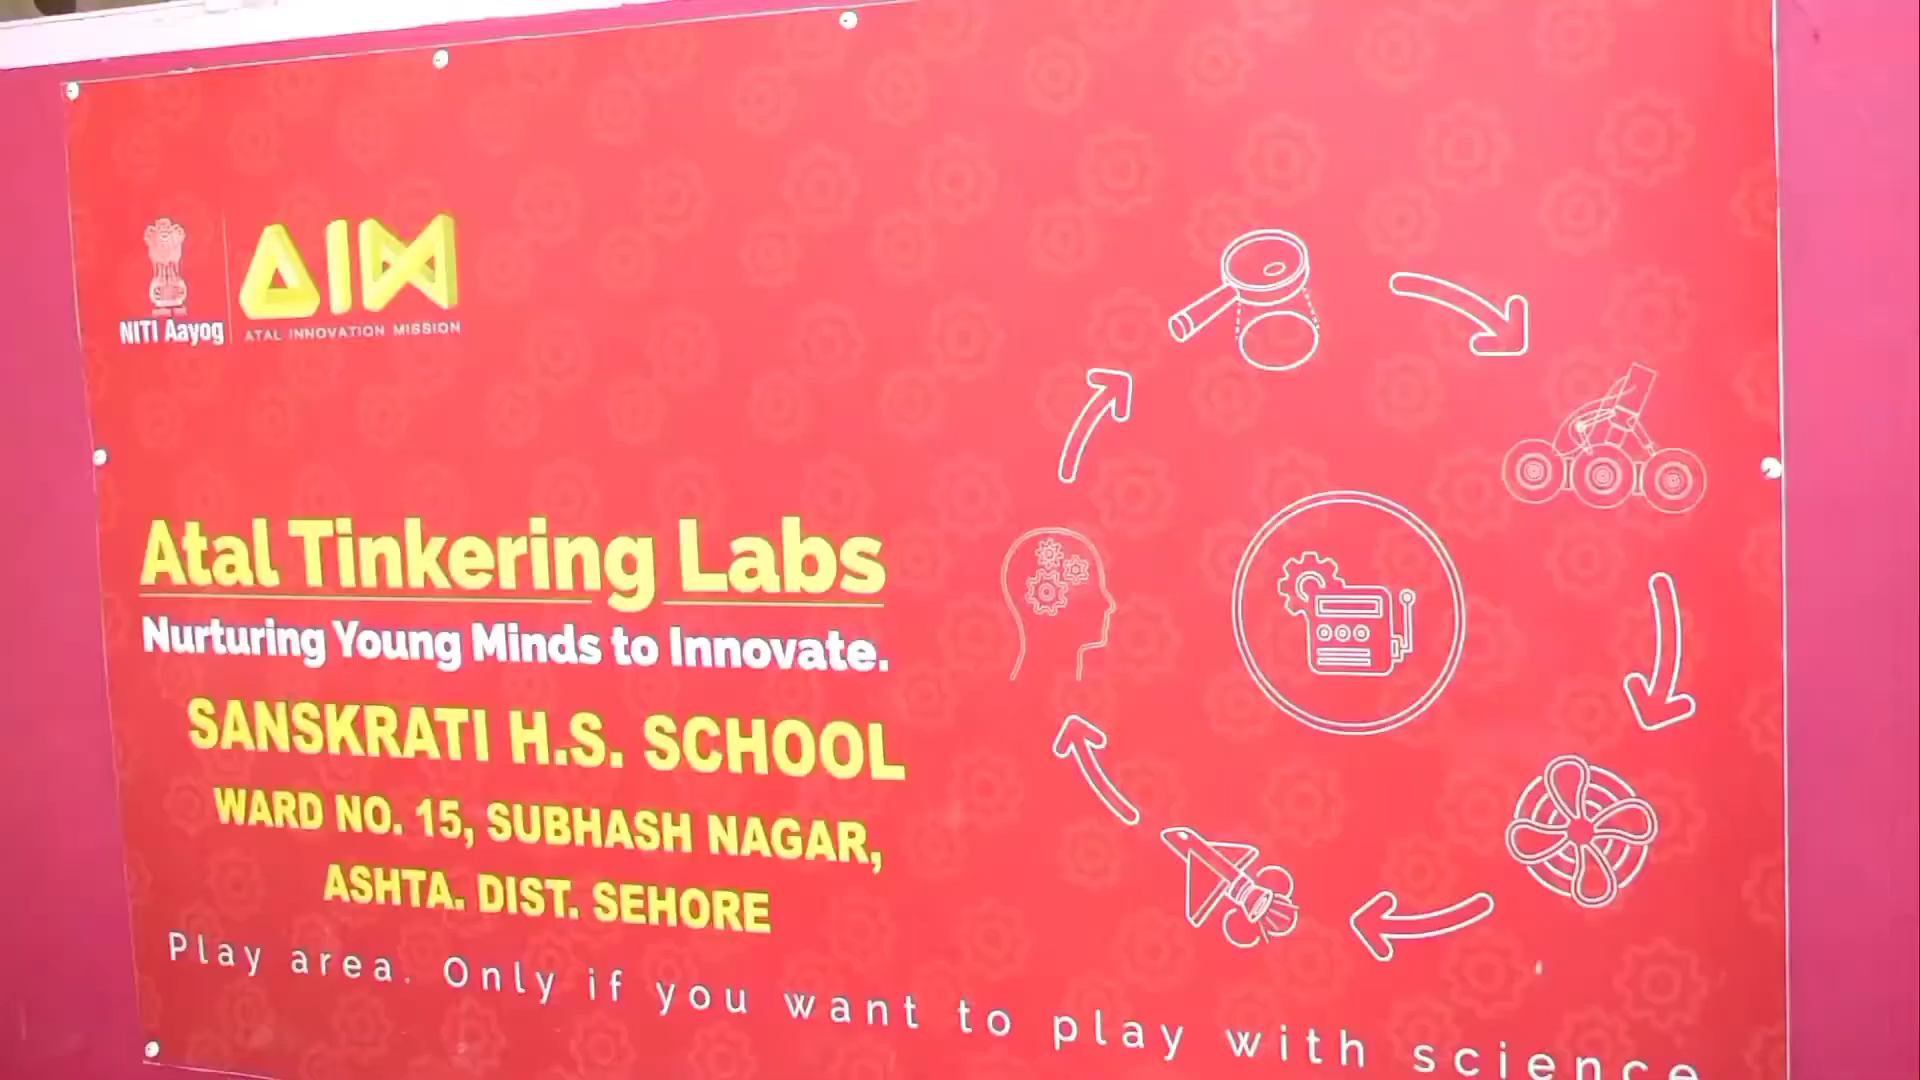 NITI Aayog
AIM
ATAL INNOVATION MISSION
Atal Tinkering Labs
Nurturing Young Minds to Innovate.
SANSKRATI H.S. SCHOOL
WARD NO. 15, SUBHASH NAGAR,
ASHTA. DIST. SEHORE
Play area. Only if you want to play with science